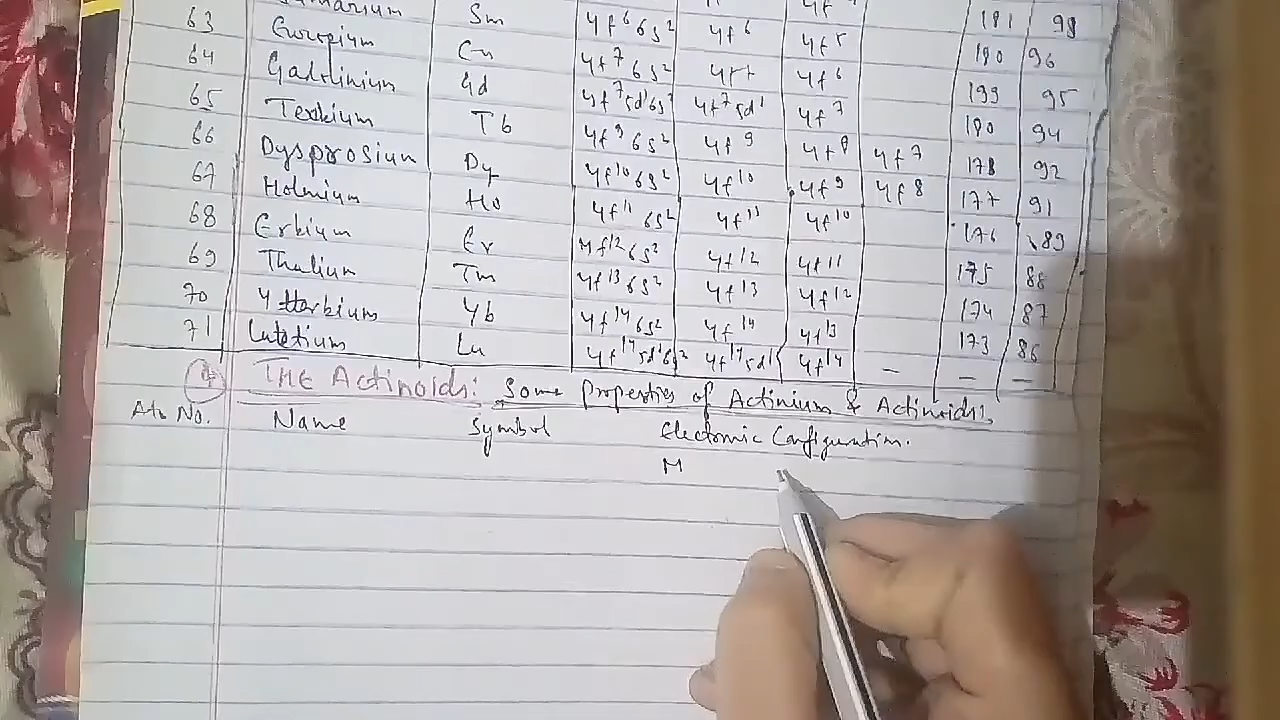 63 Samarium Sm 4f⁶6s² 4f⁶ 4f⁵ 181 98
64 Europium Eu 4f⁷6s² 4f⁷ 4f⁶ 180 96
65 Gadolinium Gd 4f⁷5d¹6s² 4f⁷5d¹ 4f⁷ 199 95
66 Terbium Tb 4f⁹6s² 4f⁹ 4f⁸ 4f⁷ 180 94
67 Dysprosium Dy 4f¹⁰6s² 4f¹⁰ 4f⁹ 4f⁸ 178 92
68 Holmium Ho 4f¹¹6s² 4f¹¹ 4f¹⁰ 177 91
69 Erbium Er 4f¹²6s² 4f¹² 4f¹¹ 176 89
70 Thulium Tm 4f¹³6s² 4f¹³ 4f¹² 175 88
71 Ytterbium Yb 4f¹⁴6s² 4f¹⁴ 4f¹³ 174 87
Lutetium Lu 4f¹⁴5d¹6s² 4f¹⁴5d¹ 4f¹⁴ – 173 86
– –
THE Actinoids: Some Properties of Actinium & Actinoids:
Ato No. Name Symbol Electronic Configuration.
M